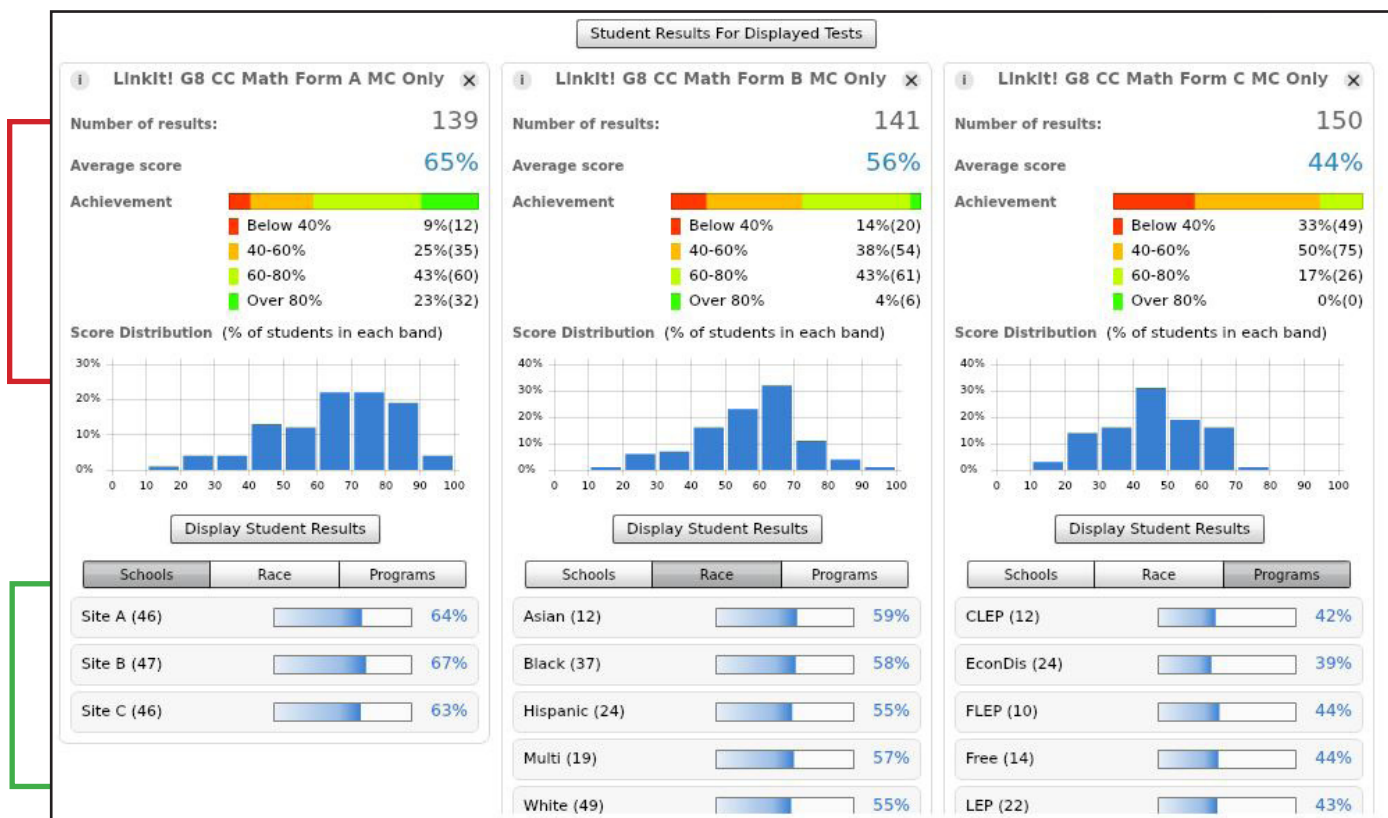 Student Results For Displayed Tests
i LinkIt! G8 CC Math Form A MC Only ×
Number of results: 139
Average score 65%
Achievement
Below 40% 9%(12)
40-60% 25%(35)
60-80% 43%(60)
Over 80% 23%(32)
Score Distribution (% of students in each band)
30%
20%
10%
0%
0 10 20 30 40 50 60 70 80 90 100
Display Student Results
Schools Race Programs
Site A (46) 64%
Site B (47) 67%
Site C (46) 63%
i LinkIt! G8 CC Math Form B MC Only ×
Number of results: 141
Average score 56%
Achievement
Below 40% 14%(20)
40-60% 38%(54)
60-80% 43%(61)
Over 80% 4%(6)
Score Distribution (% of students in each band)
40%
30%
20%
10%
0%
0 10 20 30 40 50 60 70 80 90 100
Display Student Results
Schools Race Programs
Asian (12) 59%
Black (37) 58%
Hispanic (24) 55%
Multi (19) 57%
White (49) 55%
i LinkIt! G8 CC Math Form C MC Only ×
Number of results: 150
Average score 44%
Achievement
Below 40% 33%(49)
40-60% 50%(75)
60-80% 17%(26)
Over 80% 0%(0)
Score Distribution (% of students in each band)
40%
30%
20%
10%
0%
0 10 20 30 40 50 60 70 80 90 100
Display Student Results
Schools Race Programs
CLEP (12) 42%
EconDis (24) 39%
FLEP (10) 44%
Free (14) 44%
LEP (22) 43%